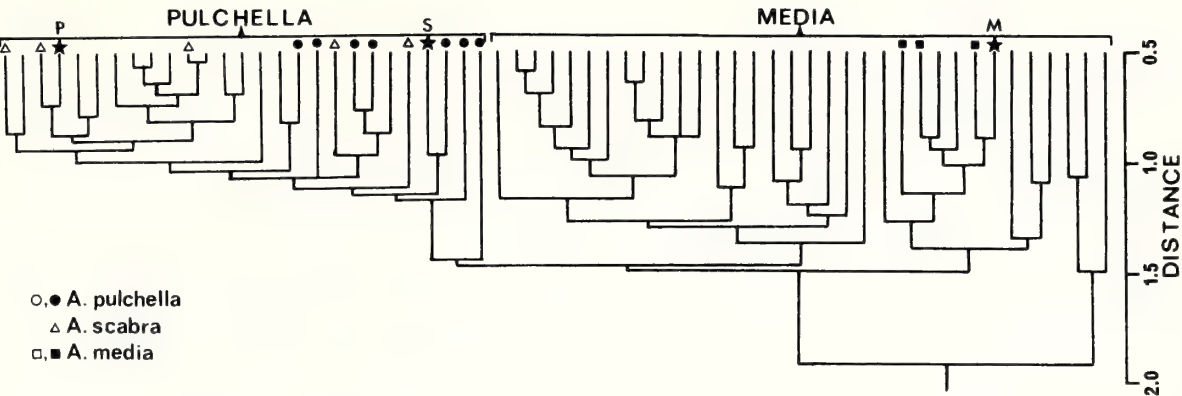 PULCHELLA
MEDIA
P
S
M
0.5
1.0
1.5
2.0
DISTANCE
○,● A. pulchella
△ A. scabra
□,■ A. media